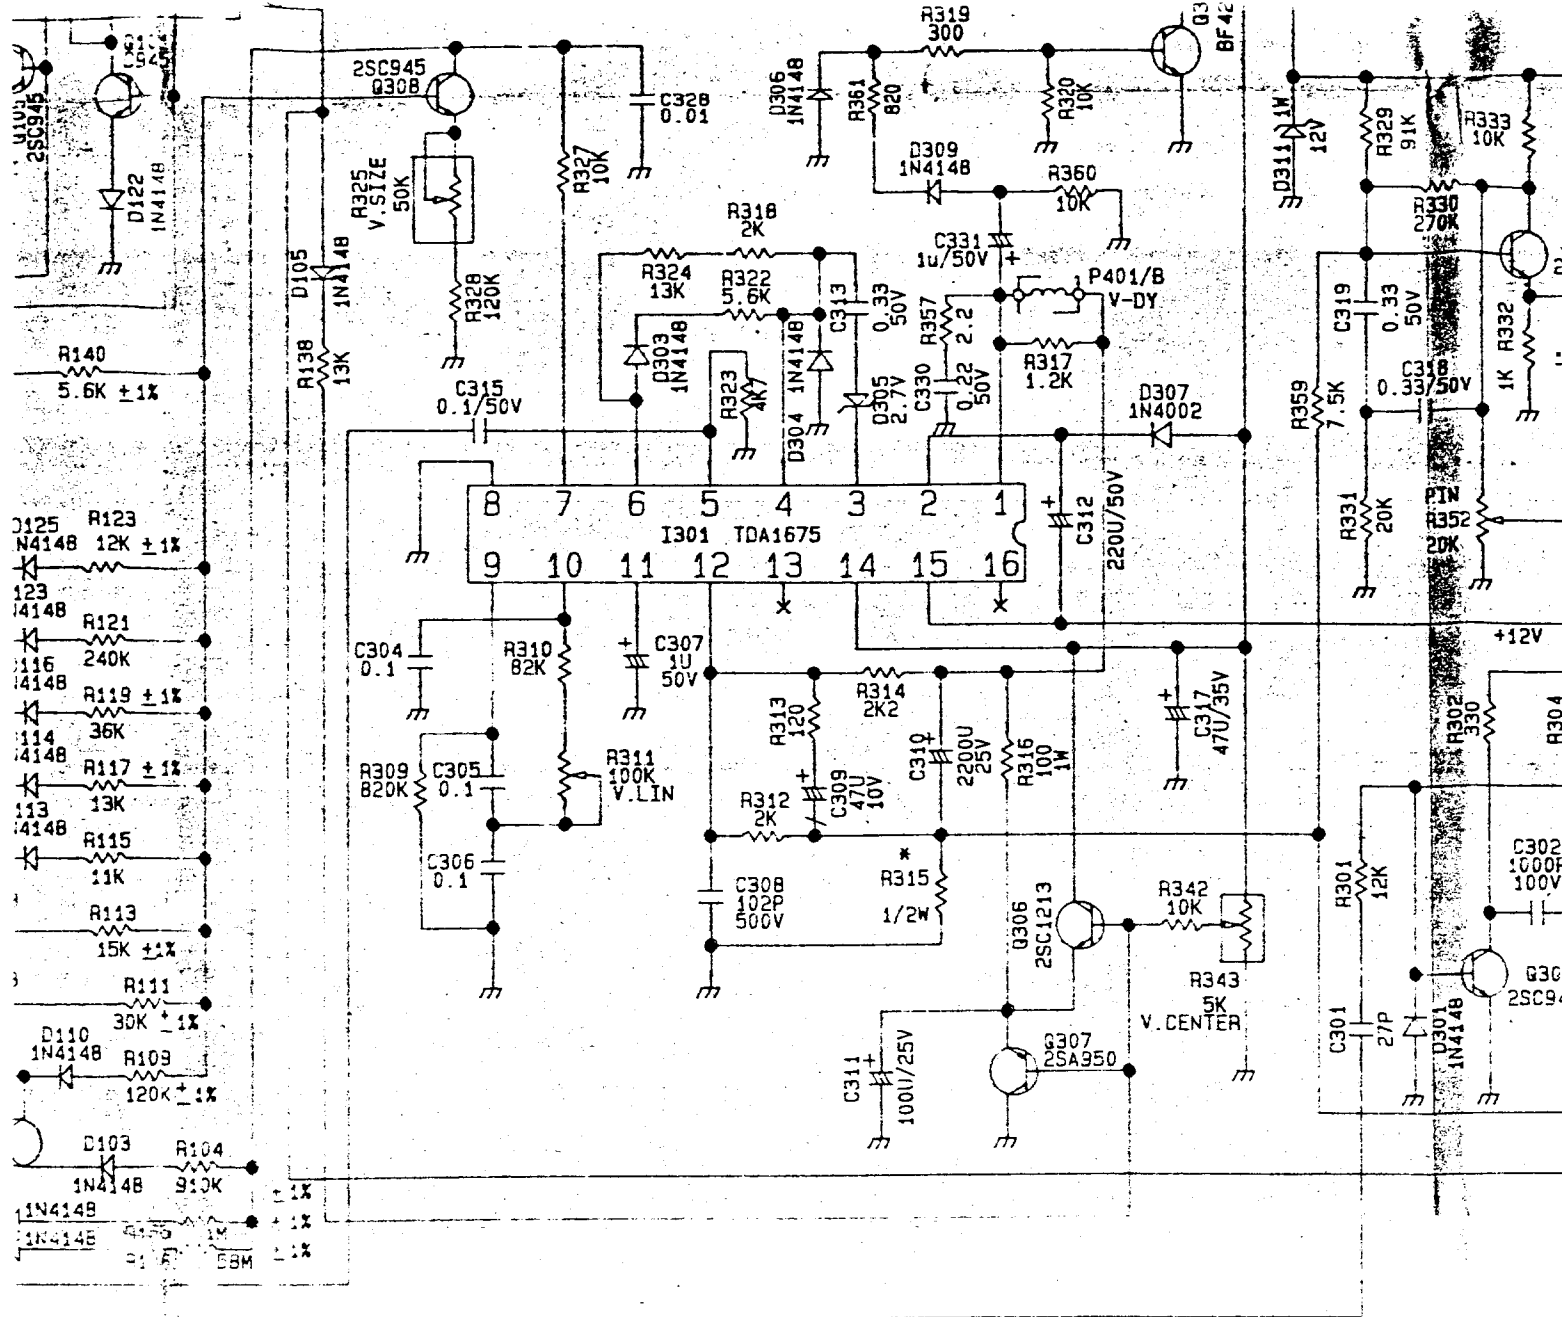 2SC945
D122
1N4148
2SC945
Q308
R325
V.SIZE
50K
R328
120K
R327
10K
C328
0.01
D105
1N4148
R138
13K
D306
1N4148
R361
820
R319
300
R320
10K
BF42
D309
1N4148
R360
10K
C331
1u/50V
+
P401/B
V-DY
R357
2.2
C330
0.22
50V
R317
1.2K
D307
1N4002
R318
2K
R324
13K
R322
5.6K
C313
0.33
50V
D303
1N4148
D304
1N4148
D305
2.7V
R323
4K7
C315
0.1/50V
D311
1W
12V
R329
91K
R333
10K
R330
270K
C319
0.33
50V
R332
1K
C318
0.33/50V
R359
7.5K
R331
20K
PIN
R352
20K
R140
5.6K ±1%
8 7 6 5 4 3 2 1
I301 TDA1675
9 10 11 12 13 14 15 16
+
C312
220U/50V
+12V
R123
12K ±1%
R121
240K
R119 ±1%
36K
R117 ±1%
13K
R115
11K
R113
15K ±1%
R111
30K ±1%
D110
1N4148
R109
120K ±1%
D103
1N4148
R104
910K
±1%
1N4148
1M
±1%
1N4148
±1%
C304
0.1
R310
82K
+
C307
1U
50V
R309
820K
C305
0.1
R311
100K
V.LIN
C306
0.1
R313
120
R314
2K2
+
C309
47U
10V
C310
+
2200U
25V
R316
100
1W
R312
2K
*
R315
1/2W
C308
102P
500V
+
C317
47U/35V
Q306
2SC1213
R342
10K
R343
5K
V.CENTER
C311
+
100U/25V
Q307
2SA950
R302
330
R304
R301
12K
C302
1000P
100V
C301
27P
D301
1N4148